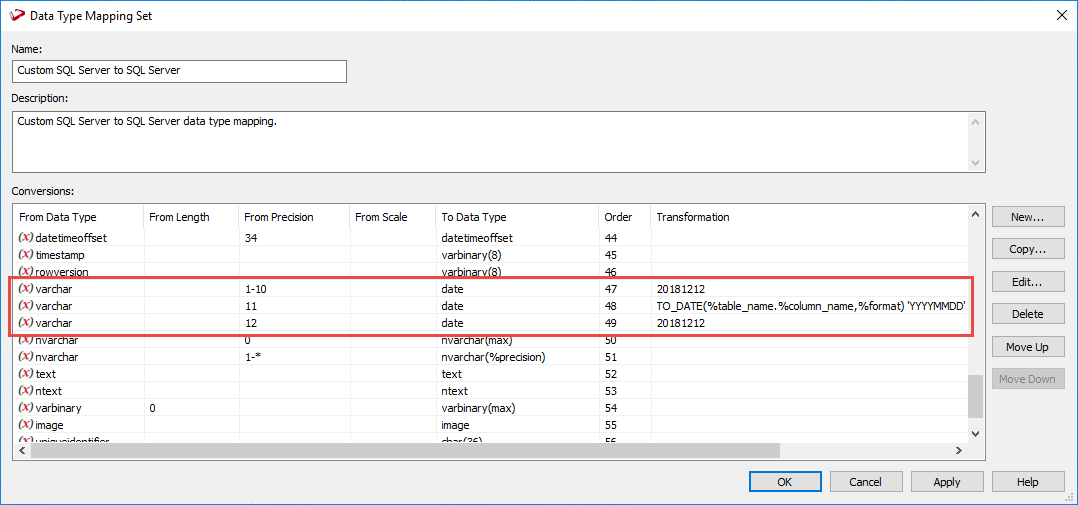 Data Type Mapping Set
Name:
Custom SQL Server to SQL Server
Description:
Custom SQL Server to SQL Server data type mapping.
Conversions:
From Data Type From Length From Precision From Scale To Data Type Order Transformation
(x) datetimeoffset 34 datetimeoffset 44
(x) timestamp varbinary(8) 45
(x) rowversion varbinary(8) 46
(x) varchar 1-10 date 47 20181212
(x) varchar 11 date 48 TO_DATE(%table_name.%column_name,%format) 'YYYYMMDD'
(x) varchar 12 date 49 20181212
(x) nvarchar 0 nvarchar(max) 50
(x) nvarchar 1-* nvarchar(%precision) 51
(x) text text 52
(x) ntext ntext 53
(x) varbinary 0 varbinary(max) 54
(x) image image 55
(x) uniqueidentifier char(36) 56
New...
Copy...
Edit...
Delete
Move Up
Move Down
OK Cancel Apply Help